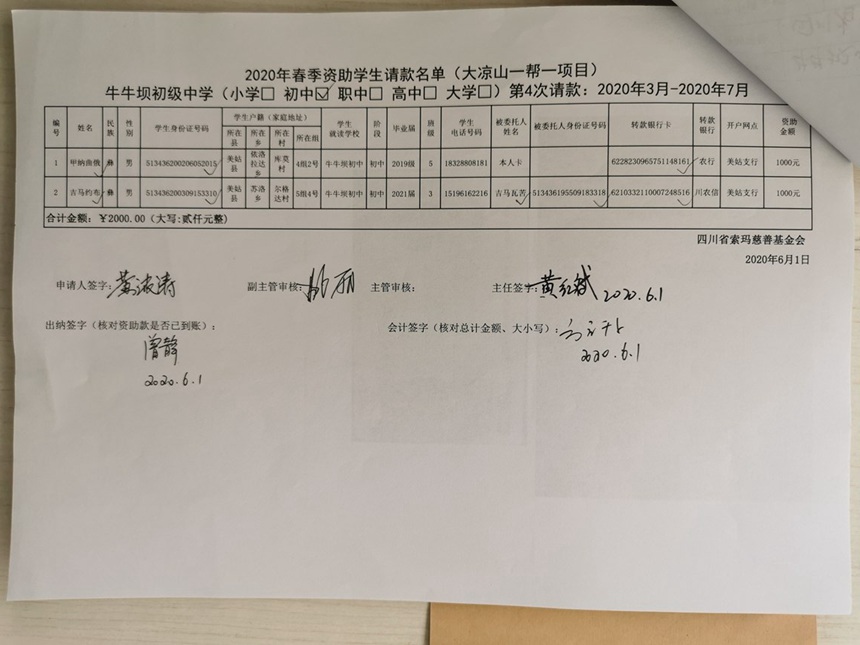 2020年春季资助学生请款名单（大凉山一帮一项目）
牛牛坝初级中学（小学□ 初中☑ 职中□ 高中□ 大学□）第4次请款：2020年3月-2020年7月
编号 姓名 民族 性别 学生身份证号码 学生户籍（家庭地址） 学生就读学校 阶段 毕业届 班级 学生电话号码 被委托人姓名 被委托人身份证号码 转款银行卡 转款银行 开户网点 资助金额
所在县 所在乡 所在村 所在组
1 甲纳曲俄 彝 男 513436200206052015 美姑县 依洛拉达乡 库莫村 4组2号 牛牛坝初中 初中 2019级 5 18328808181 本人卡 6228230965751148161 农行 美姑支行 1000元
2 吉马约布 彝 男 513436200309153310 美姑县 苏洛乡 尔格达村 5组4号 牛牛坝初中 初中 2021届 3 15196162216 吉马瓦苦 513436195509183318 6210332110007248516 川农信 美姑支行 1000元
合计金额：￥2000.00（大写:贰仟元整）
四川省索玛慈善基金会
2020年6月1日
申请人签字： 黄淑涛 副主管审核： 主管审核： 主任签字： 黄红斌 2020.6.1
出纳签字（核对资助款是否已到账）： 会计签字（核对总计金额、大小写）：
曾静
2020.6.1
2020.6.1